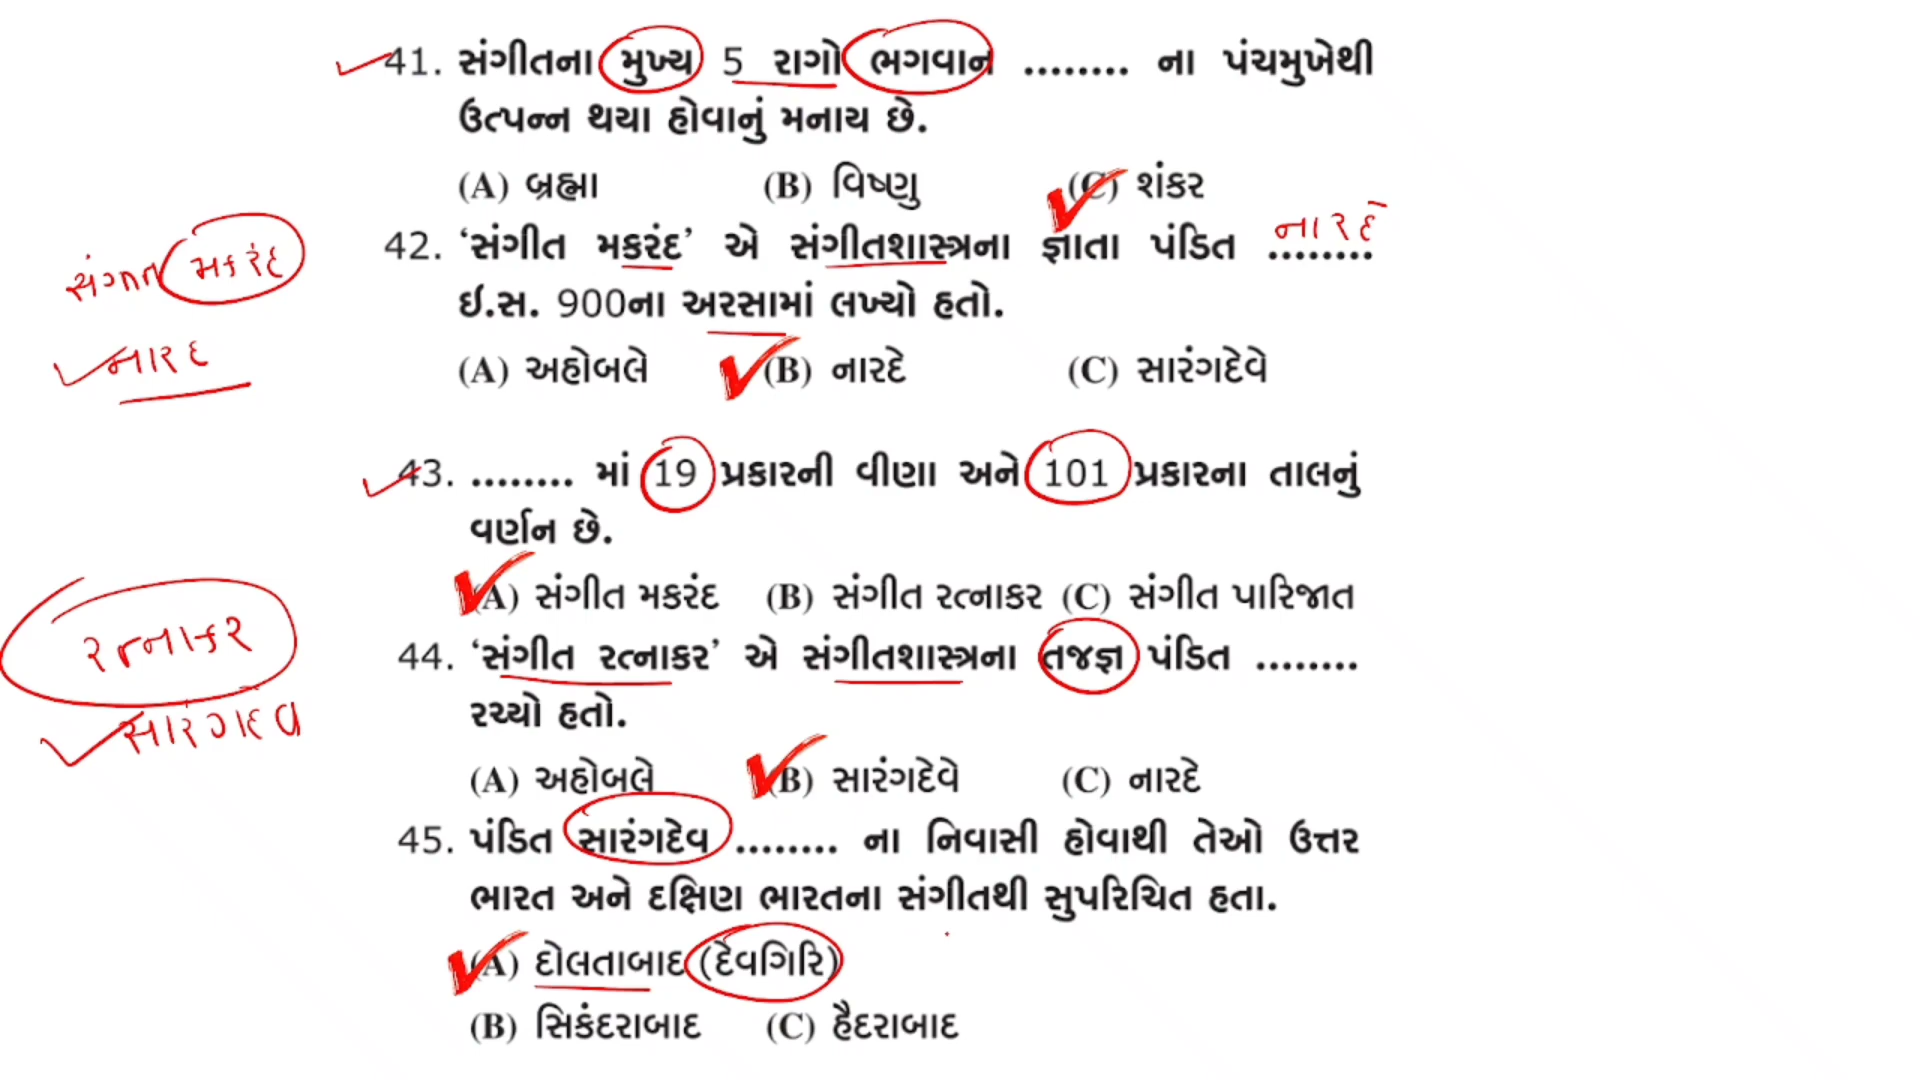 41. સંગીતના મુખ્ય 5 રાગો ભગવાન ........ ના પંચમુખેથી
ઉત્પન્ન થયા હોવાનું મનાય છે.
(A) બ્રહ્મા (B) વિષ્ણુ (C) શંકર
નારદે
42. ‘સંગીત મકરંદ’ એ સંગીતશાસ્ત્રના જ્ઞાતા પંડિત ........
ઈ.સ. 900ના અરસામાં લખ્યો હતો.
(A) અહોબલે (B) નારદે (C) સારંગદેવે
મકરંદ
નારદ
43. ........ માં 19 પ્રકારની વીણા અને 101 પ્રકારના તાલનું
વર્ણન છે.
(A) સંગીત મકરંદ (B) સંગીત રત્નાકર (C) સંગીત પારિજાત
44. ‘સંગીત રત્નાકર’ એ સંગીતશાસ્ત્રના તજજ્ઞ પંડિત ........
રચ્યો હતો.
(A) અહોબલે (B) સારંગદેવે (C) નારદે
રત્નાકર
સારંગદેવ
45. પંડિત સારંગદેવ ........ ના નિવાસી હોવાથી તેઓ ઉત્તર
ભારત અને દક્ષિણ ભારતના સંગીતથી સુપરિચિત હતા.
(A) દોલતાબાદ (દેવગિરિ)
(B) સિકંદરાબાદ (C) હૈદરાબાદ